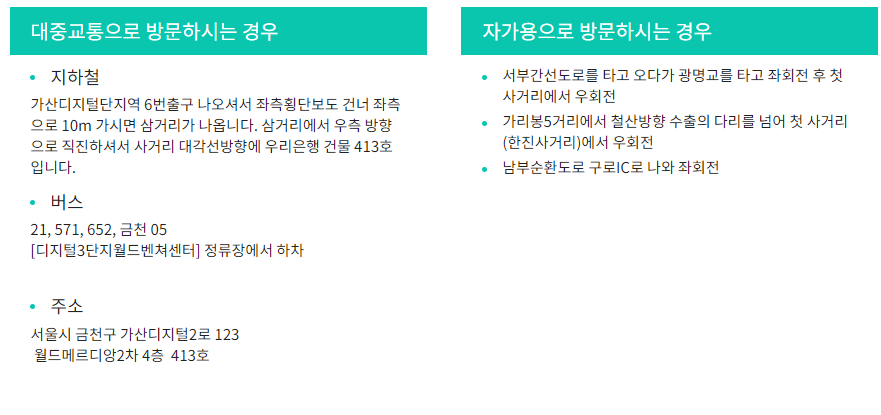 대중교통으로 방문하시는 경우
• 지하철
가산디지털단지역 6번출구 나오셔서 좌측횡단보도 건너 좌측
으로 10m 가시면 삼거리가 나옵니다. 삼거리에서 우측 방향
으로 직진하셔서 사거리 대각선방향에 우리은행 건물 413호
입니다.
• 버스
21, 571, 652, 금천 05
[디지털3단지월드벤쳐센터] 정류장에서 하차
• 주소
서울시 금천구 가산디지털2로 123
월드메르디앙2차 4층 413호
자가용으로 방문하시는 경우
• 서부간선도로를 타고 오다가 광명교를 타고 좌회전 후 첫
사거리에서 우회전
• 가리봉5거리에서 철산방향 수출의 다리를 넘어 첫 사거리
(한진사거리)에서 우회전
• 남부순환도로 구로IC로 나와 좌회전